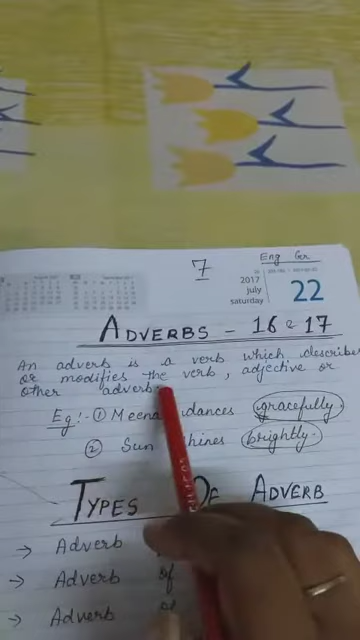 Eng Gr
7
2017
july
saturday
22
ADVERBS - 16 & 17
An adverb is a verb which describes
or modifies the verb, adjective or
other adverb
Eg:- ① Meena dances gracefully.
② Sun shines brightly.
TYPES OF ADVERB
→ Adverb
→ Adverb of
→ Adverb of